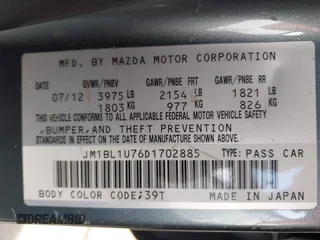 MFD. BY MAZDA MOTOR CORPORATION
GVWR/PNBV GAWR/PNBE FR GAWR/PNBE RR
07/12 3975 LB 2154 LB 1821 LB
1803 KG 977 KG 826 KG
THIS VEHICLE CONFORMS TO ALL APPLICABLE FEDERAL MOTOR VEHICLE SAFETY
, BUMPER, AND THEFT PREVENTION
STANDARDS IN EFFECT ON THE DATE OF MANUFACTURE SHOWN ABOVE.
JM1BL1U76D1702885 TYPE: PASS CAR
BODY COLOR CODE;39T MADE IN JAPAN
DREAMBID